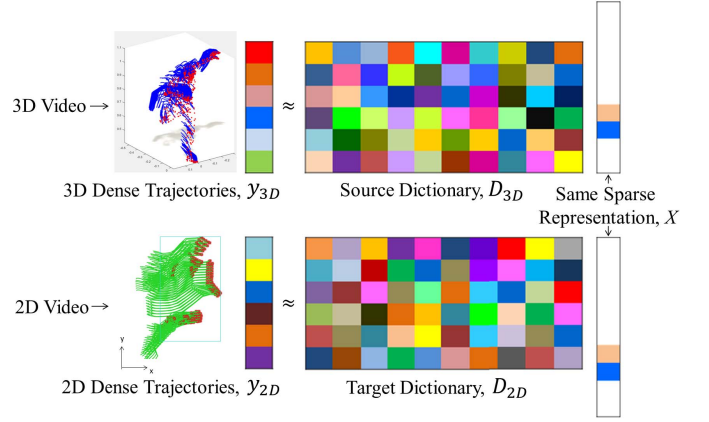 3D Video →
≈
3D Dense Trajectories, y3D
Source Dictionary, D3D
Same Sparse
Representation, X
2D Video →
≈
y
x
2D Dense Trajectories, y2D
Target Dictionary, D2D